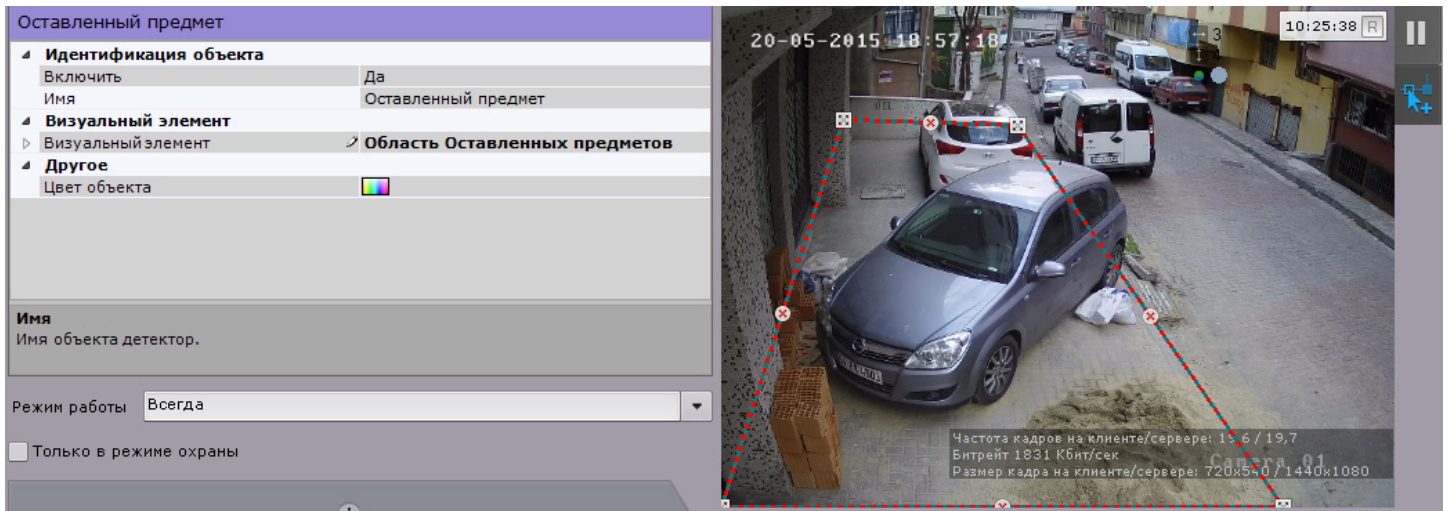 Оставленный предмет
Идентификация объекта
Включить Да
Имя Оставленный предмет
Визуальный элемент
Визуальный элемент Область Оставленных предметов
Другое
Цвет объекта
Имя
Имя объекта детектор.
Режим работы Всегда
Только в режиме охраны
20-05-2015 18:57:18
3
4
10:25:38 R
Частота кадров на клиенте/сервере: 19,6 / 19,7
Битрейт 1831 Кбит/сек
Camera 01
Размер кадра на клиенте/сервере: 720x540 / 1440x1080